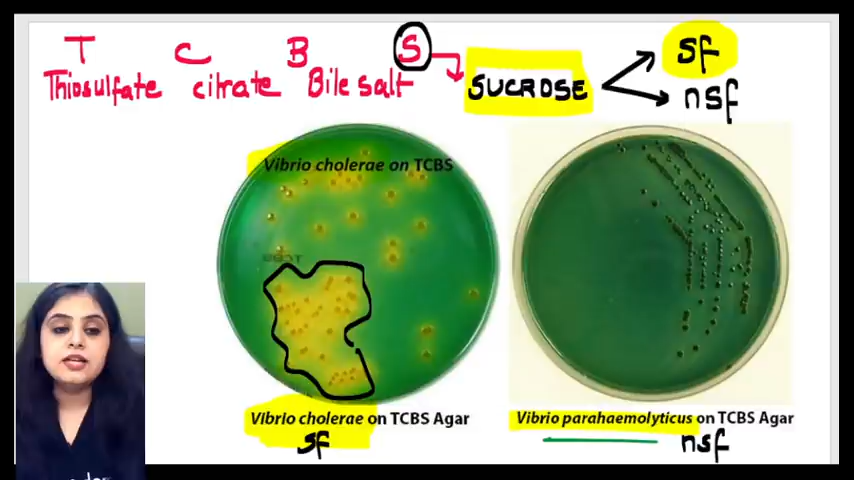 T C B S
Thiosulfate citrate Bile salt SUCROSE
sf
nsf
Vibrio cholerae on TCBS
TCBS
Vibrio cholerae on TCBS Agar
sf
Vibrio parahaemolyticus on TCBS Agar
nsf